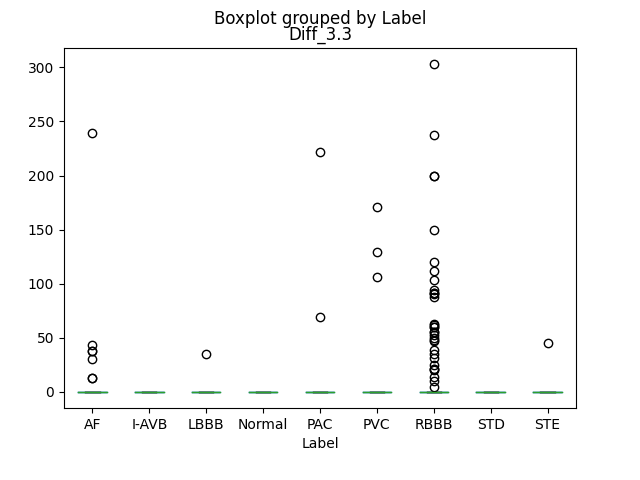 Boxplot grouped by Label
Diff_3.3
300
250
200
150
100
50
0
AF I-AVB LBBB Normal PAC PVC RBBB STD STE
Label